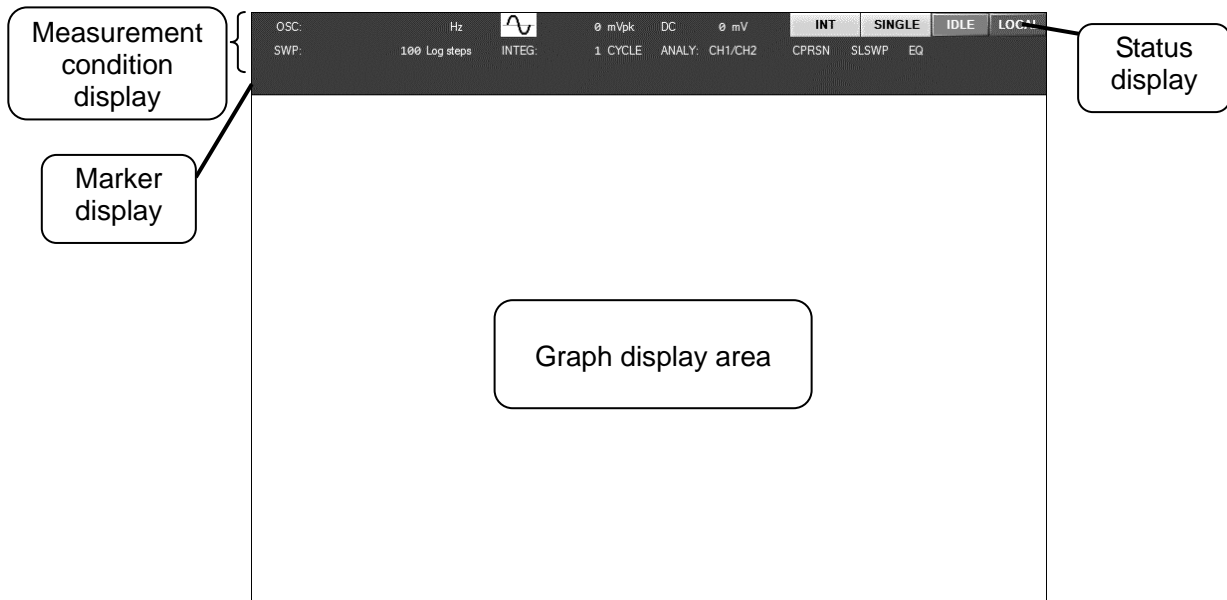 Measurement
condition
display
Marker
display
OSC: Hz 0 mVpk DC 0 mV INT SINGLE IDLE LOCAL
SWP: 100 Log steps INTEG: 1 CYCLE ANALY: CH1/CH2 CPRSN SLSWP EQ
Status
display
Graph display area